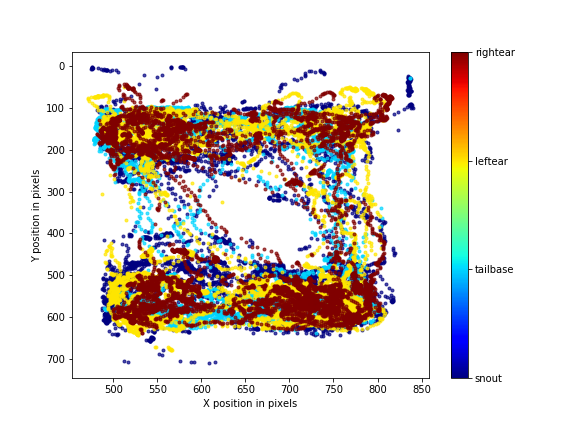 0
100
200
300
400
500
600
700
Y position in pixels
500
550
600
650
700
750
800
850
X position in pixels
rightear
leftear
tailbase
snout